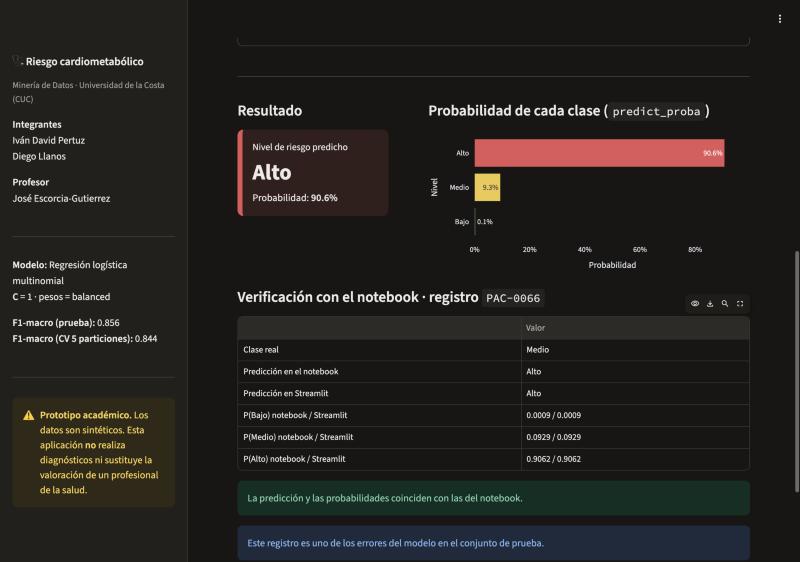 Riesgo cardiometabólico
Minería de Datos · Universidad de la Costa
(CUC)
Integrantes
Iván David Pertuz
Diego Llanos
Profesor
José Escorcia-Gutierrez
Modelo: Regresión logística
multinomial
C = 1 · pesos = balanced
F1-macro (prueba): 0.856
F1-macro (CV 5 particiones): 0.844
Prototipo académico. Los
datos son sintéticos. Esta
aplicación no realiza
diagnósticos ni sustituye la
valoración de un profesional
de la salud.
Resultado
Nivel de riesgo predicho
Alto
Probabilidad: 90.6%
Probabilidad de cada clase ( predict_proba )
Nivel
Alto 90.6%
Medio 9.3%
Bajo 0.1%
0% 20% 40% 60% 80%
Probabilidad
Verificación con el notebook · registro PAC-0066
Valor
Clase real Medio
Predicción en el notebook Alto
Predicción en Streamlit Alto
P(Bajo) notebook / Streamlit 0.0009 / 0.0009
P(Medio) notebook / Streamlit 0.0929 / 0.0929
P(Alto) notebook / Streamlit 0.9062 / 0.9062
La predicción y las probabilidades coinciden con las del notebook.
Este registro es uno de los errores del modelo en el conjunto de prueba.